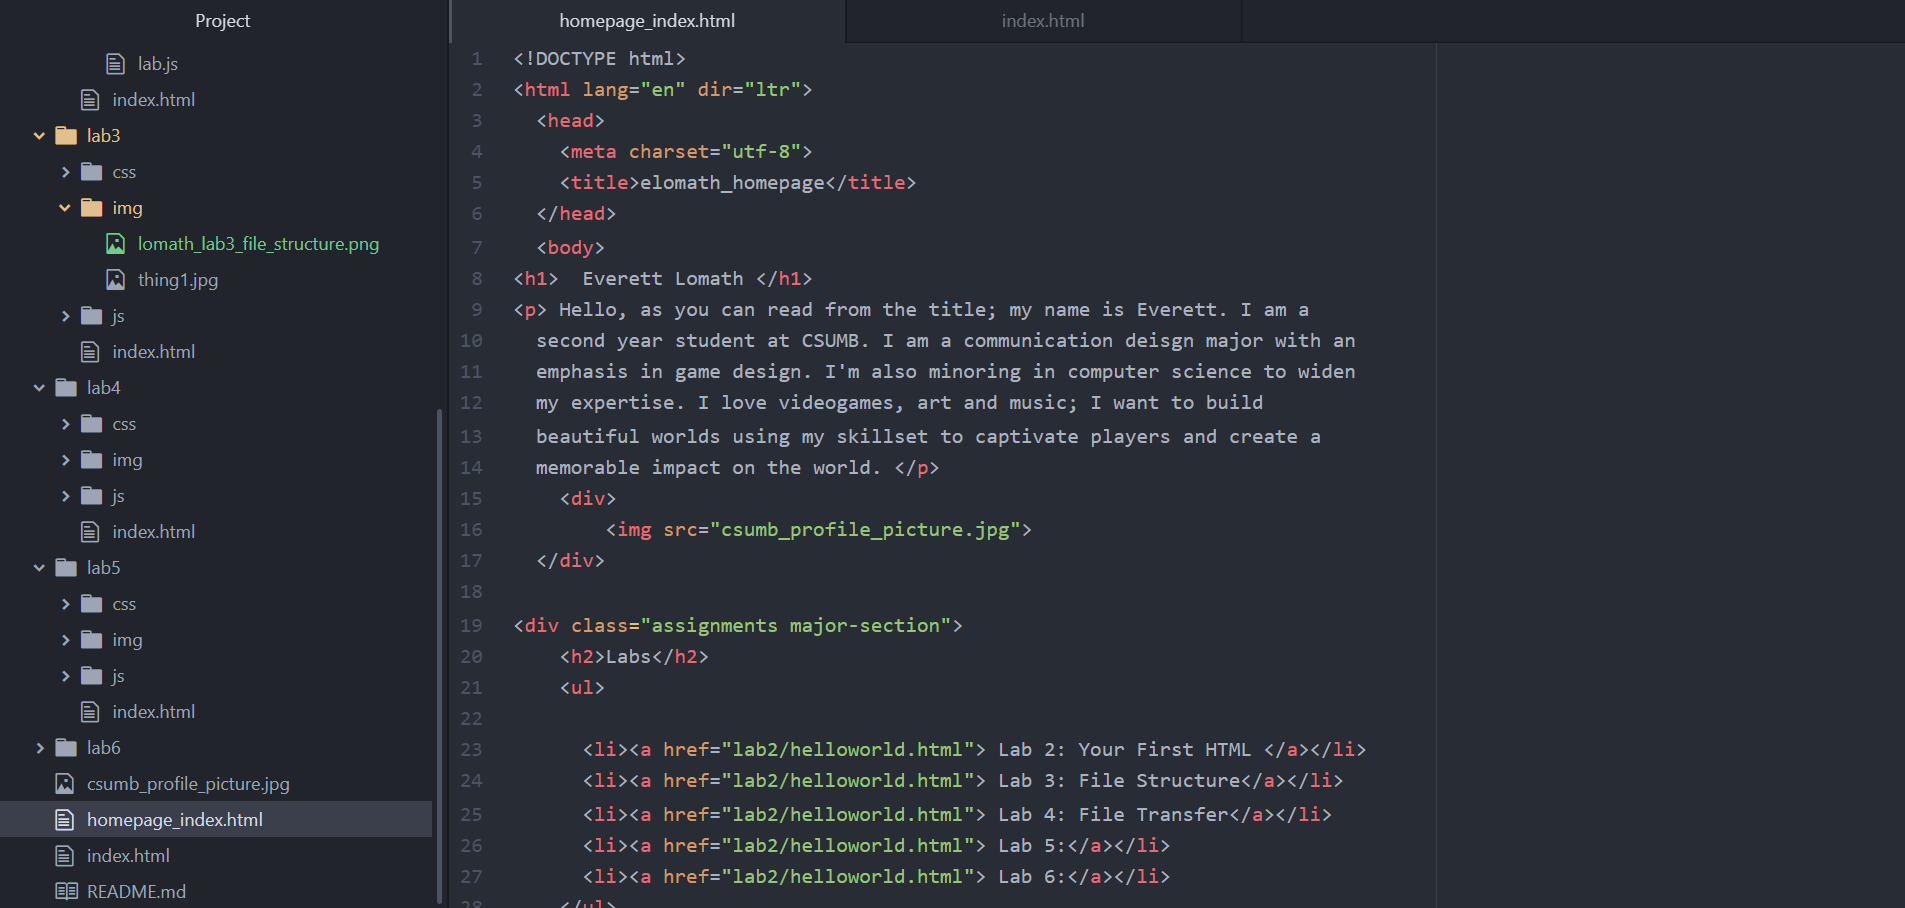 Project
lab.js
index.html
lab3
css
img
lomath_lab3_file_structure.png
thing1.jpg
js
index.html
lab4
css
img
js
index.html
lab5
css
img
js
index.html
lab6
csumb_profile_picture.jpg
homepage_index.html
index.html
README.md
homepage_index.html
index.html
1 <!DOCTYPE html>
2 <html lang="en" dir="ltr">
3 <head>
4 <meta charset="utf-8">
5 <title>elomath_homepage</title>
6 </head>
7 <body>
8 <h1> Everett Lomath </h1>
9 <p> Hello, as you can read from the title; my name is Everett. I am a
10 second year student at CSUMB. I am a communication deisgn major with an
11 emphasis in game design. I'm also minoring in computer science to widen
12 my expertise. I love videogames, art and music; I want to build
13 beautiful worlds using my skillset to captivate players and create a
14 memorable impact on the world. </p>
15 <div>
16 <img src="csumb_profile_picture.jpg">
17 </div>
18
19 <div class="assignments major-section">
20 <h2>Labs</h2>
21 <ul>
22
23 <li><a href="lab2/helloworld.html"> Lab 2: Your First HTML </a></li>
24 <li><a href="lab2/helloworld.html"> Lab 3: File Structure</a></li>
25 <li><a href="lab2/helloworld.html"> Lab 4: File Transfer</a></li>
26 <li><a href="lab2/helloworld.html"> Lab 5:</a></li>
27 <li><a href="lab2/helloworld.html"> Lab 6:</a></li>
28 </ul>